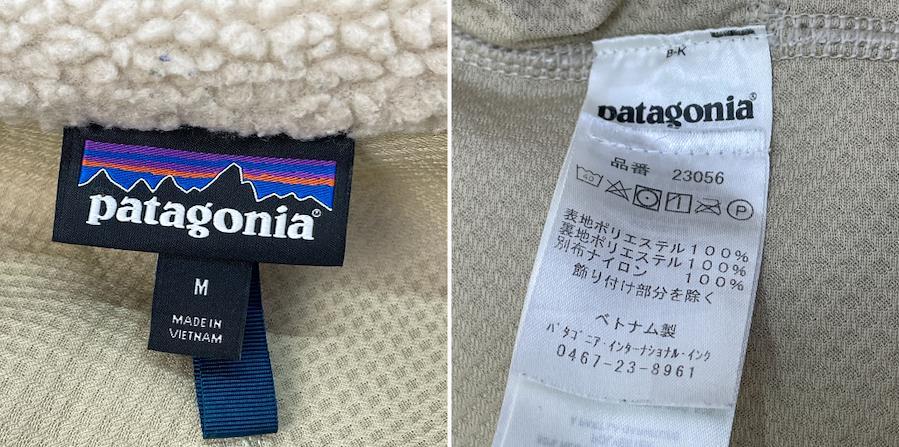 patagonia®
M
MADE IN
VIETNAM
B-K
patagonia®
品番 23056
40 1 P
表地ポリエステル100%
裏地ポリエステル100%
別布ナイロン 100%
飾り付け部分を除く
ベトナム製
パタゴニア・インターナショナル・インク
0467-23-8961